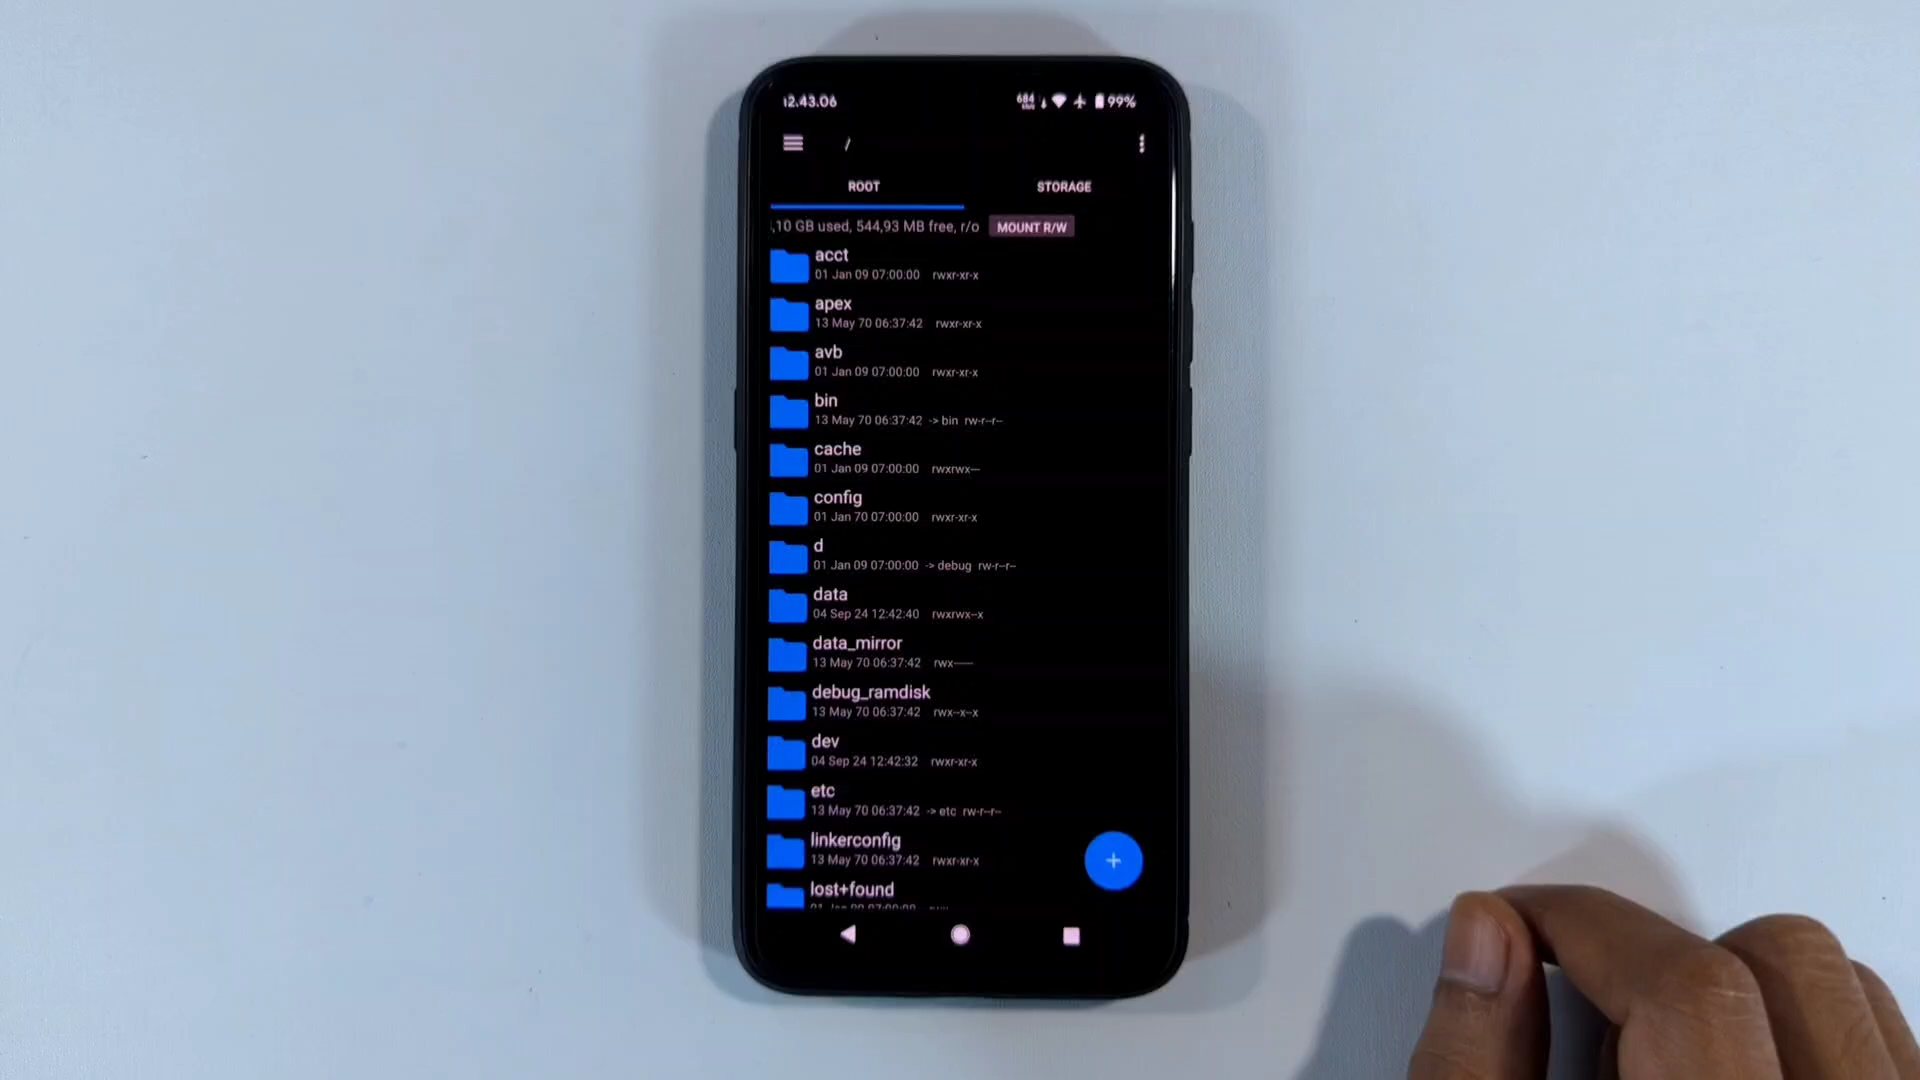 12.43.06 684 99%
/
ROOT STORAGE
,10 GB used, 544,93 MB free, r/o MOUNT R/W
acct
01 Jan 09 07:00:00 rwxr-xr-x
apex
13 May 70 06:37:42 rwxr-xr-x
avb
01 Jan 09 07:00:00 rwxr-xr-x
bin
13 May 70 06:37:42 -> bin rw-r--r--
cache
01 Jan 09 07:00:00 rwxrwx---
config
01 Jan 70 07:00:00 rwxr-xr-x
d
01 Jan 09 07:00:00 -> debug rw-r--r--
data
04 Sep 24 12:42:40 rwxrwx--x
data_mirror
13 May 70 06:37:42 rwx------
debug_ramdisk
13 May 70 06:37:42 rwx--x--x
dev
04 Sep 24 12:42:32 rwxr-xr-x
etc
13 May 70 06:37:42 -> etc rw-r--r--
linkerconfig
13 May 70 06:37:42 rwxr-xr-x
lost+found